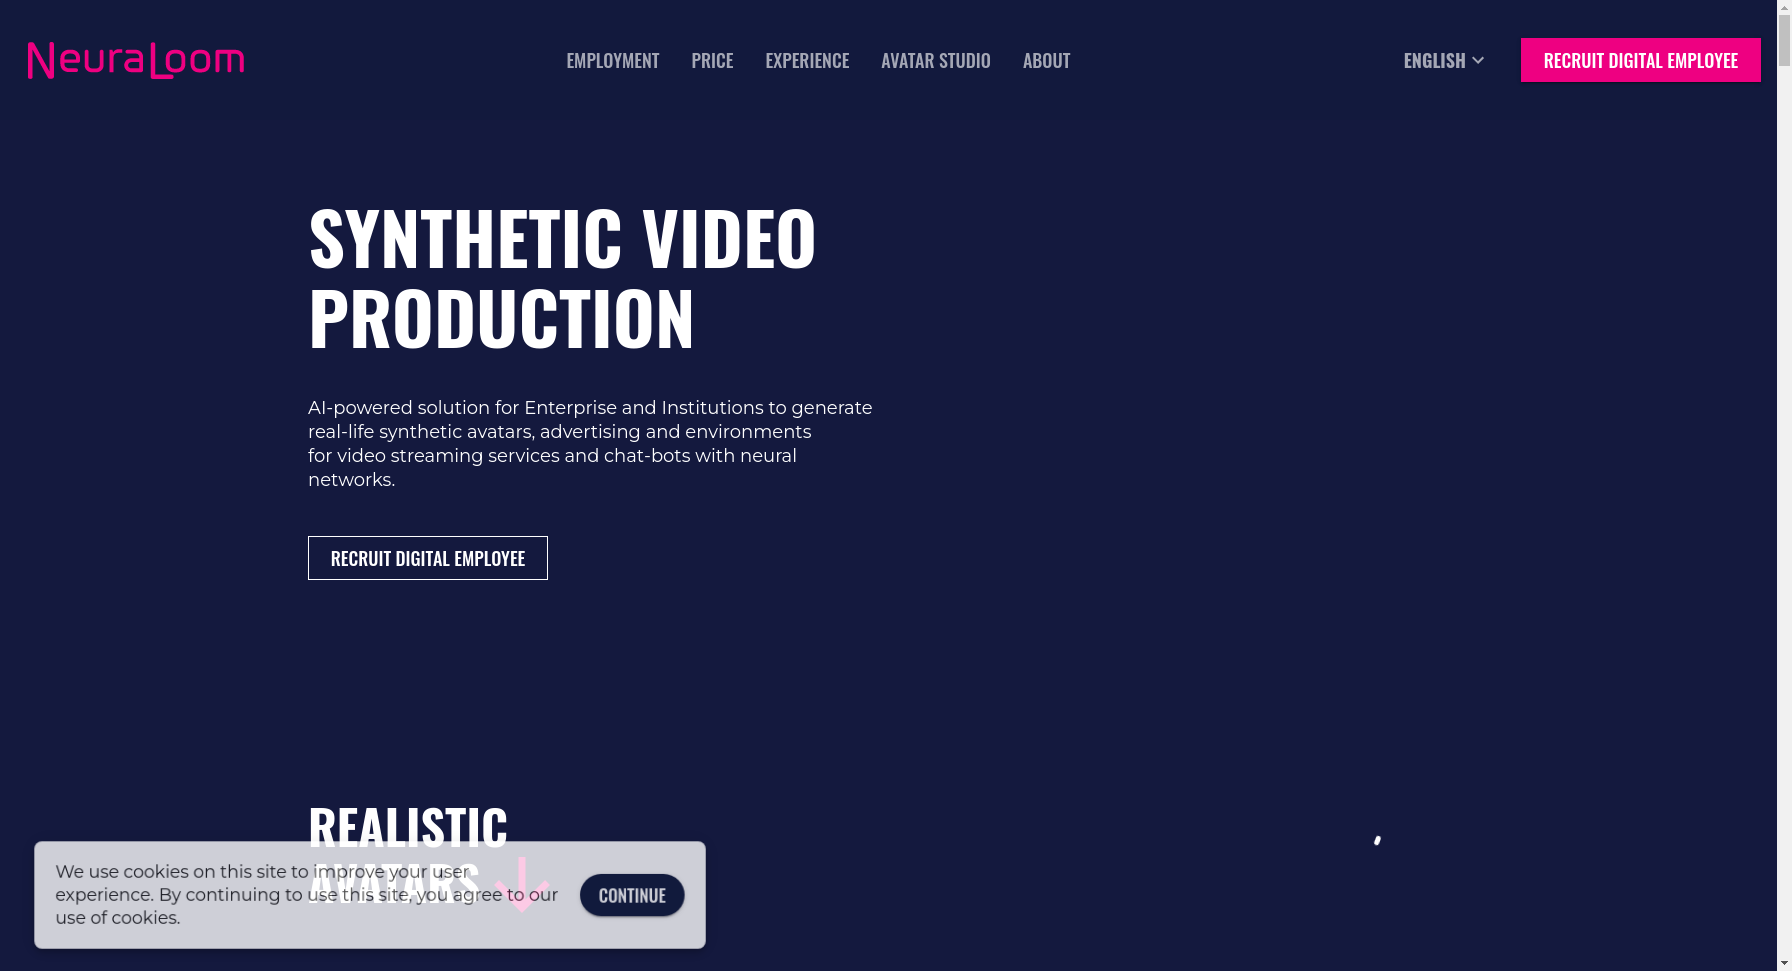 NeuraLoom
EMPLOYMENT
PRICE
EXPERIENCE
AVATAR STUDIO
ABOUT
ENGLISH
RECRUIT DIGITAL EMPLOYEE
SYNTHETIC VIDEO
PRODUCTION
AI-powered solution for Enterprise and Institutions to generate
real-life synthetic avatars, advertising and environments
for video streaming services and chat-bots with neural
networks.
RECRUIT DIGITAL EMPLOYEE
REALISTIC
AVATARS
We use cookies on this site to improve your user
experience. By continuing to use this site, you agree to our
use of cookies.
CONTINUE